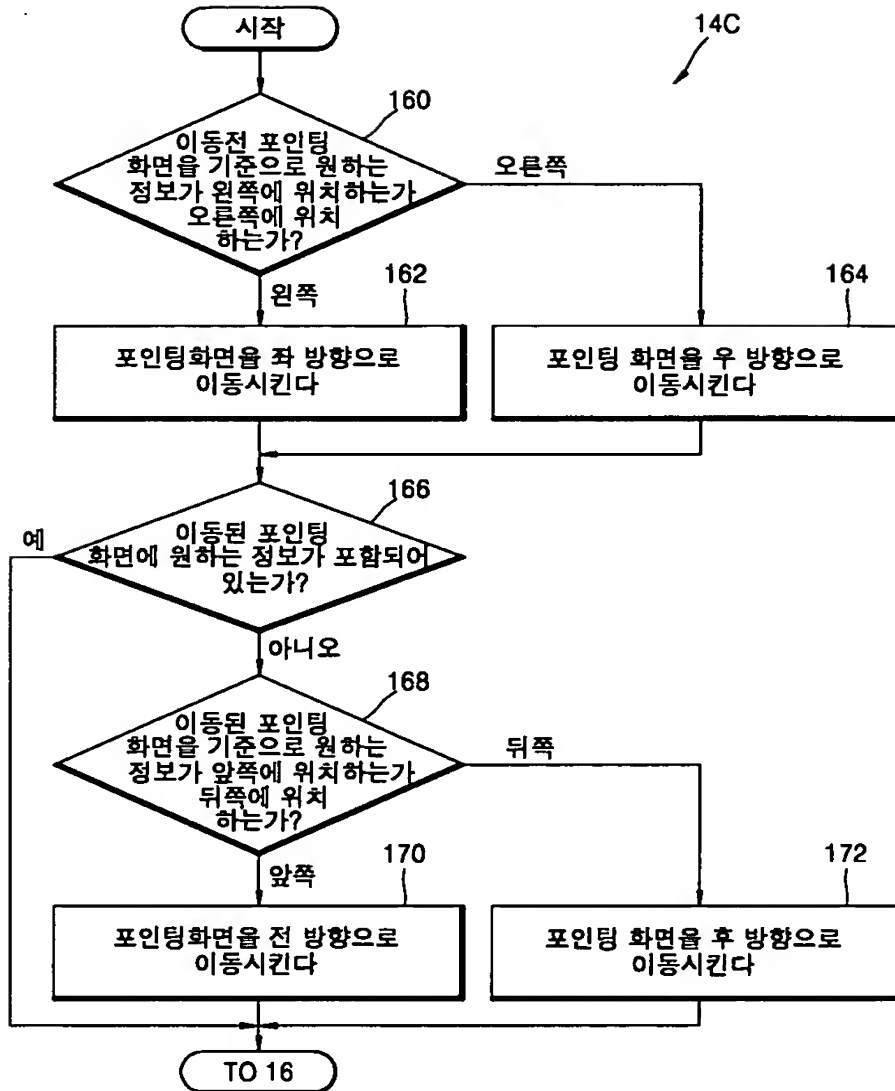 시작
14C
160
이동전 포인팅
화면을 기준으로 원하는
정보가 왼쪽에 위치하는가
오른쪽에 위치
하는가?
오른쪽
왼쪽
162
164
포인팅화면을 좌 방향으로
이동시킨다
포인팅 화면을 우 방향으로
이동시킨다
166
예
이동된 포인팅
화면에 원하는 정보가 포함되어
있는가?
아니오
168
이동된 포인팅
화면을 기준으로 원하는
정보가 앞쪽에 위치하는가
뒤쪽에 위치
하는가?
뒤쪽
앞쪽
170
172
포인팅화면을 전 방향으로
이동시킨다
포인팅 화면을 후 방향으로
이동시킨다
TO 16